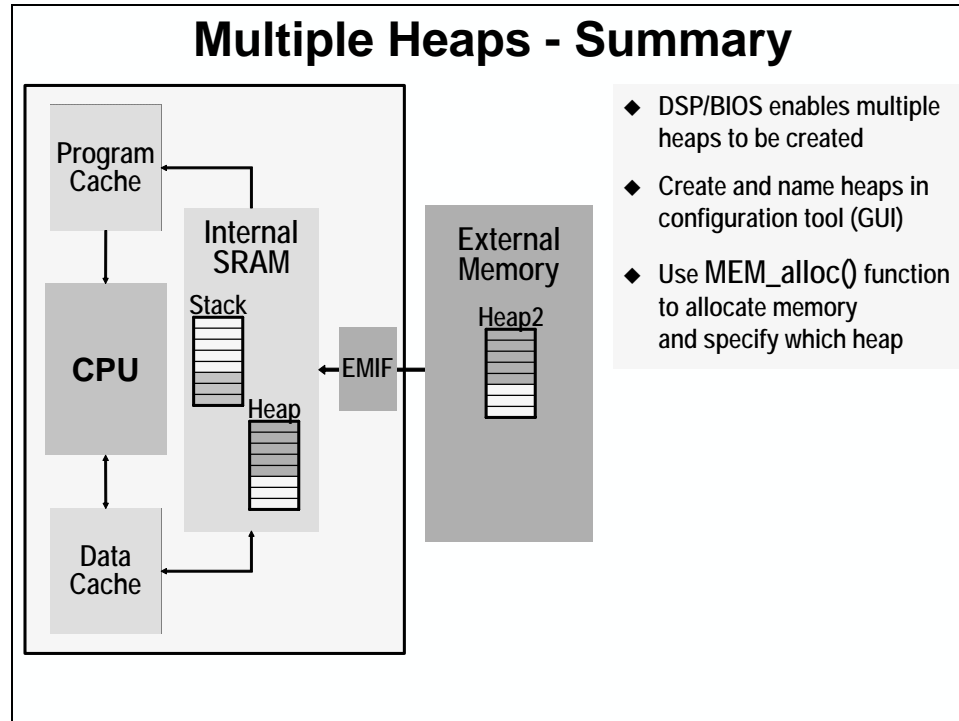 Multiple Heaps - Summary
Program
Cache
CPU
Data
Cache
Internal
SRAM
Stack
Heap
EMIF
External
Memory
Heap2
◆ DSP/BIOS enables multiple
heaps to be created
◆ Create and name heaps in
configuration tool (GUI)
◆ Use MEM_alloc() function
to allocate memory
and specify which heap